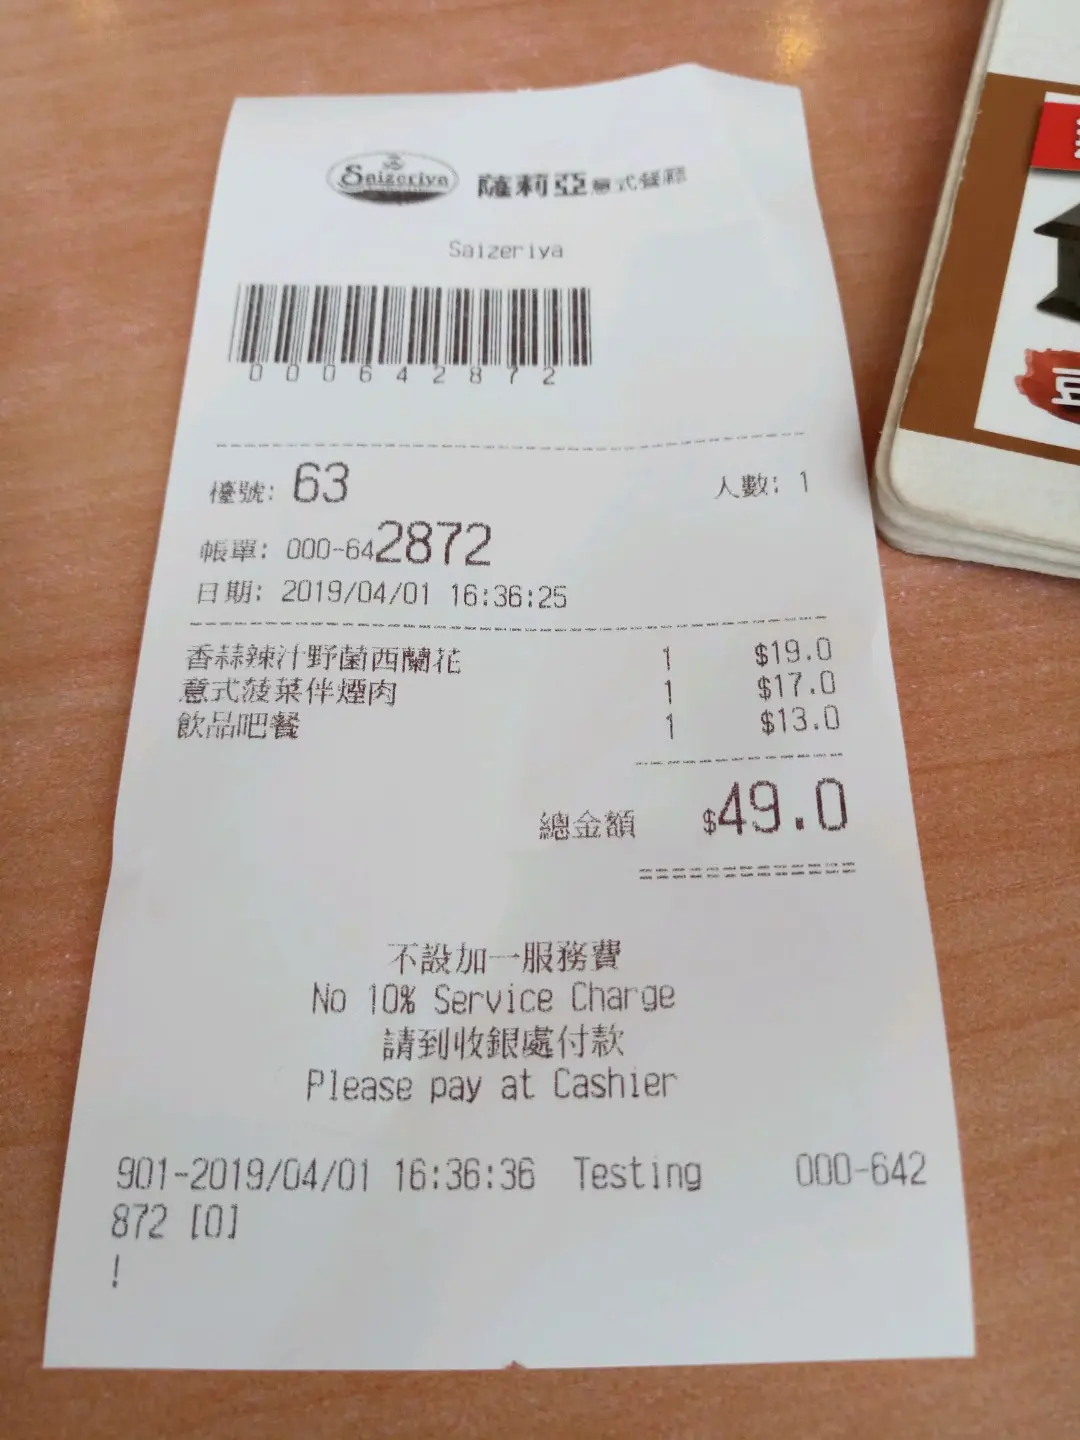 Saizeriya 薩莉亞意式餐廳
Saizeriya
000642872
檯號: 63 人數: 1
帳單: 000-642872
日期: 2019/04/01 16:36:25
香蒜辣汁野菌西蘭花 1 $19.0
意式菠菜伴煙肉 1 $17.0
飲品吧餐 1 $13.0
總金額 $49.0
不設加一服務費
No 10% Service Charge
請到收銀處付款
Please pay at Cashier
901-2019/04/01 16:36:36 Testing 000-642
872 [0]
!